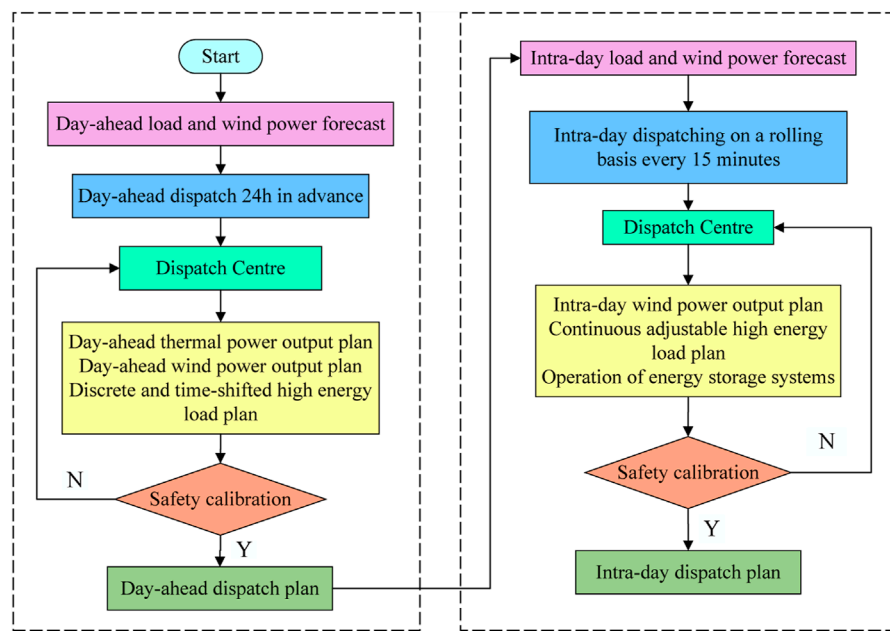 Start
Day-ahead load and wind power forecast
Day-ahead dispatch 24h in advance
Dispatch Centre
Day-ahead thermal power output plan
Day-ahead wind power output plan
Discrete and time-shifted high energy
load plan
N
Safety calibration
Y
Day-ahead dispatch plan
Intra-day load and wind power forecast
Intra-day dispatching on a rolling
basis every 15 minutes
Dispatch Centre
Intra-day wind power output plan
Continuous adjustable high energy
load plan
Operation of energy storage systems
N
Safety calibration
Y
Intra-day dispatch plan